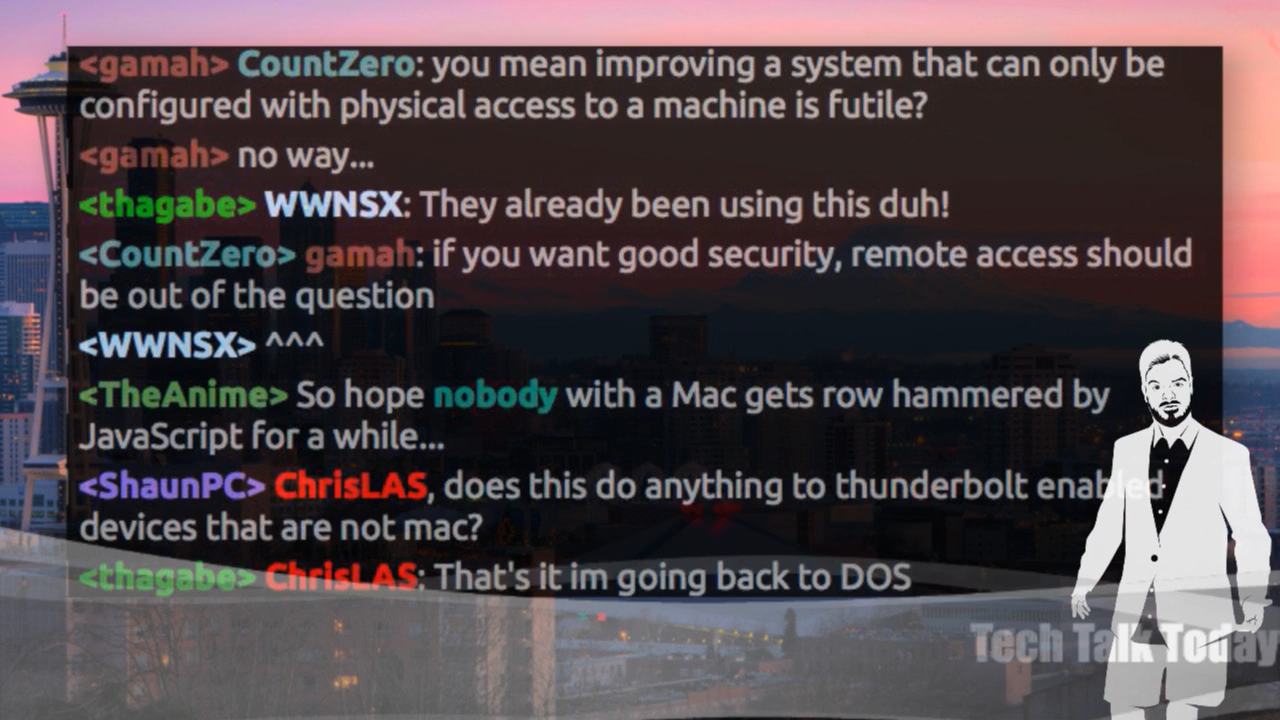 <gamah> CountZero: you mean improving a system that can only be
configured with physical access to a machine is futile?
<gamah> no way...
<thagabe> WWNSX: They already been using this duh!
<CountZero> gamah: if you want good security, remote access should
be out of the question
<WWNSX> ^^^
<TheAnime> So hope nobody with a Mac gets row hammered by
JavaScript for a while...
<ShaunPC> ChrisLAS, does this do anything to thunderbolt enabled
devices that are not mac?
<thagabe> ChrisLAS: That's it im going back to DOS
Tech Talk Today